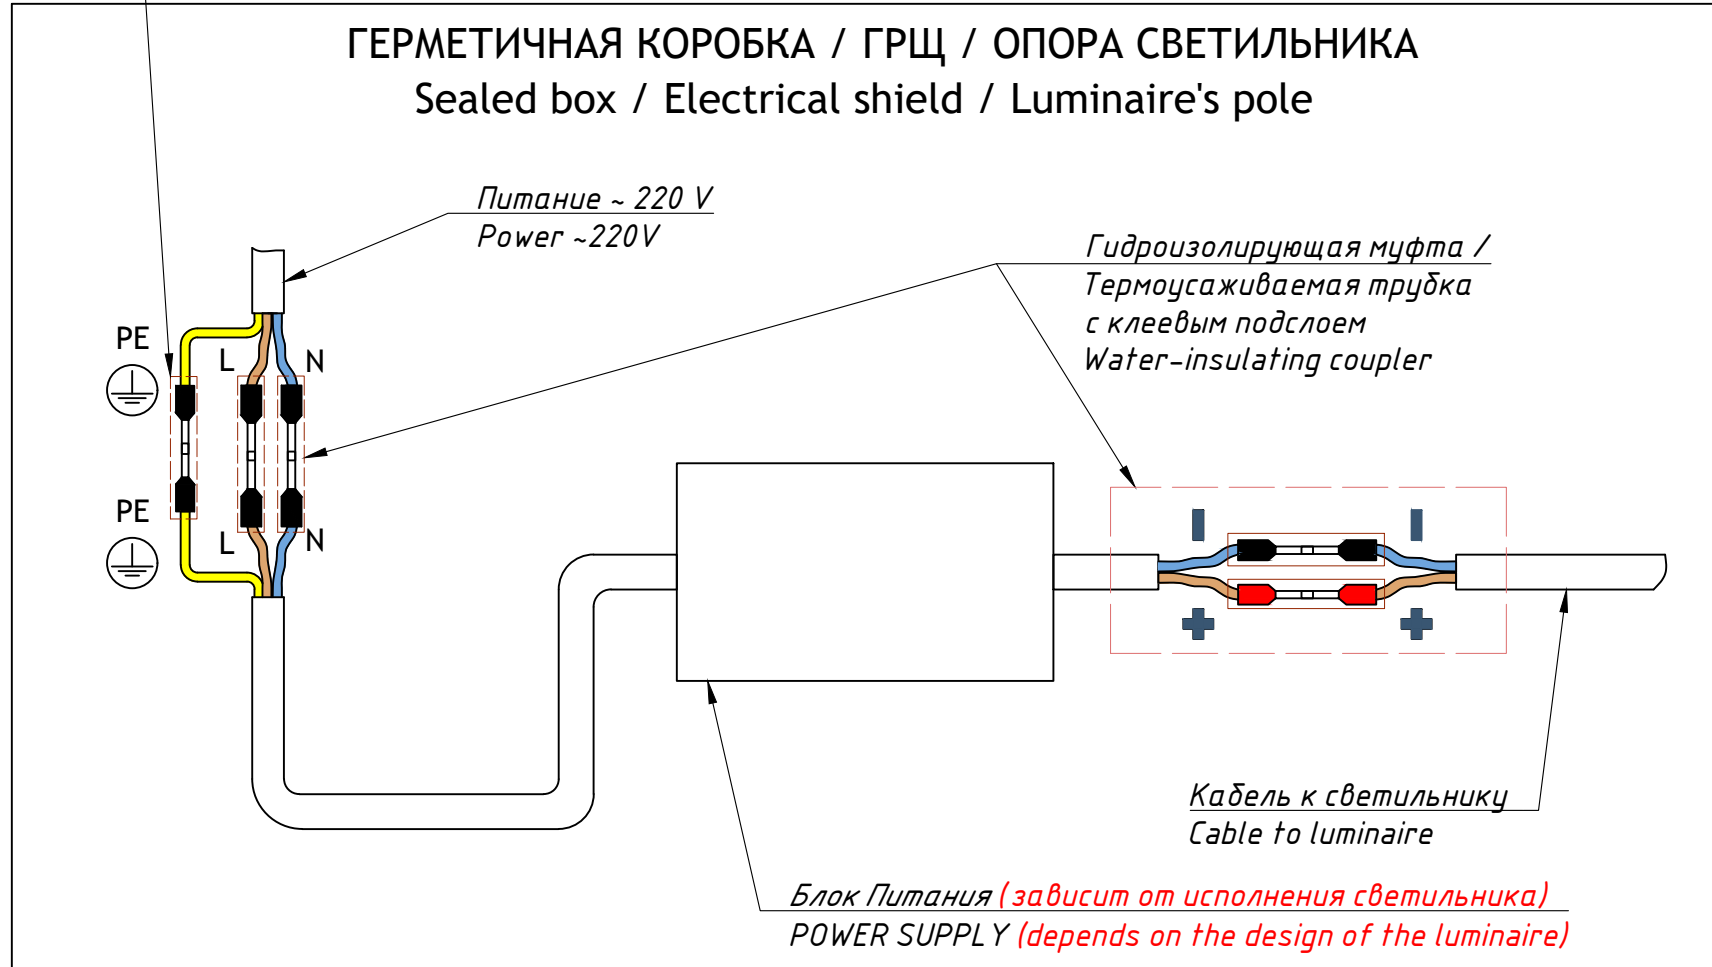 ГЕРМЕТИЧНАЯ КОРОБКА / ГРЩ / ОПОРА СВЕТИЛЬНИКА
Sealed box / Electrical shield / Luminaire's pole
Питание ~ 220 V
Power ~220V
Гидроизолирующая муфта /
Термоусаживаемая трубка
с клеевым подслоем
Water-insulating coupler
PE
L
N
PE
L
N
Кабель к светильнику
Cable to luminaire
Блок Питания (зависит от исполнения светильника)
POWER SUPPLY (depends on the design of the luminaire)